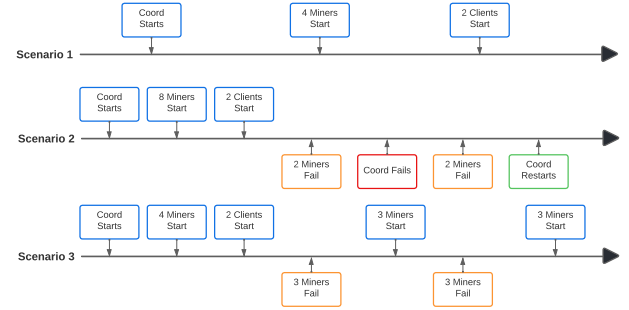 Coord
Starts
4 Miners
Start
2 Clients
Start
Scenario 1
Coord
Starts
8 Miners
Start
2 Clients
Start
Scenario 2
2 Miners
Fail
Coord Fails
2 Miners
Fail
Coord
Restarts
Coord
Starts
4 Miners
Start
2 Clients
Start
3 Miners
Start
3 Miners
Start
Scenario 3
3 Miners
Fail
3 Miners
Fail